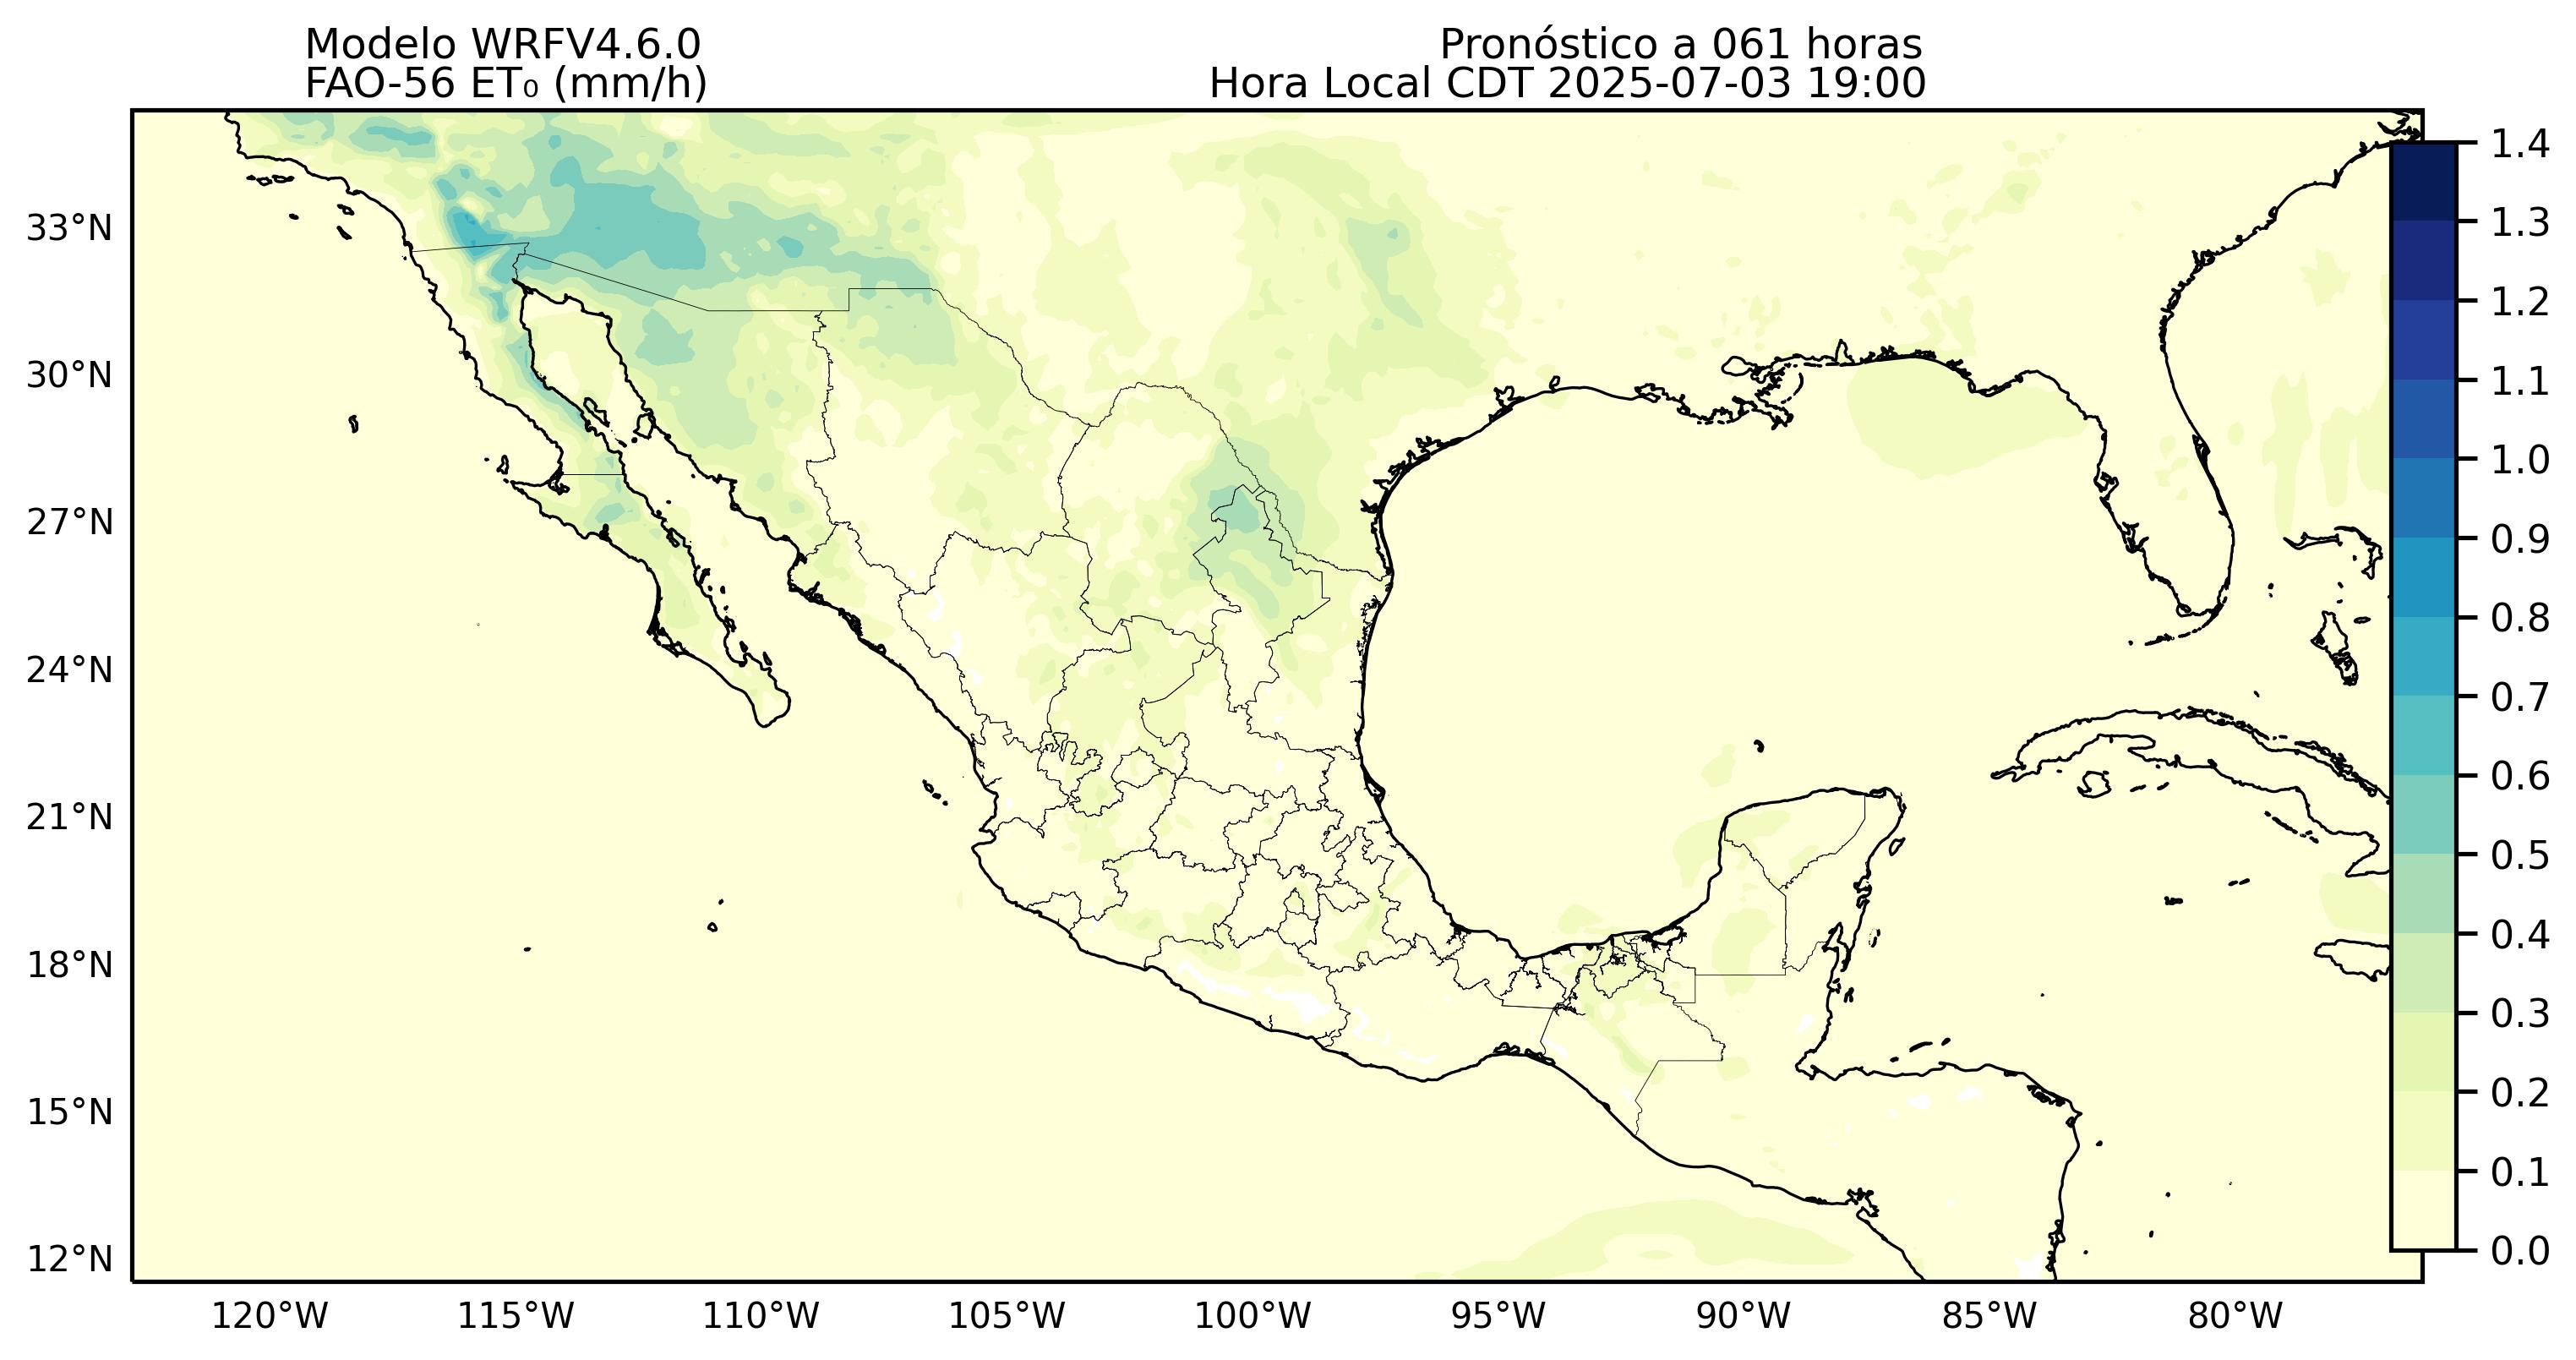 Modelo WRFV4.6.0
FAO-56 ET₀ (mm/h)
Pronóstico a 061 horas
Hora Local CDT 2025-07-03 19:00
33°N
30°N
27°N
24°N
21°N
18°N
15°N
12°N
120°W
115°W
110°W
105°W
100°W
95°W
90°W
85°W
80°W
1.4
1.3
1.2
1.1
1.0
0.9
0.8
0.7
0.6
0.5
0.4
0.3
0.2
0.1
0.0